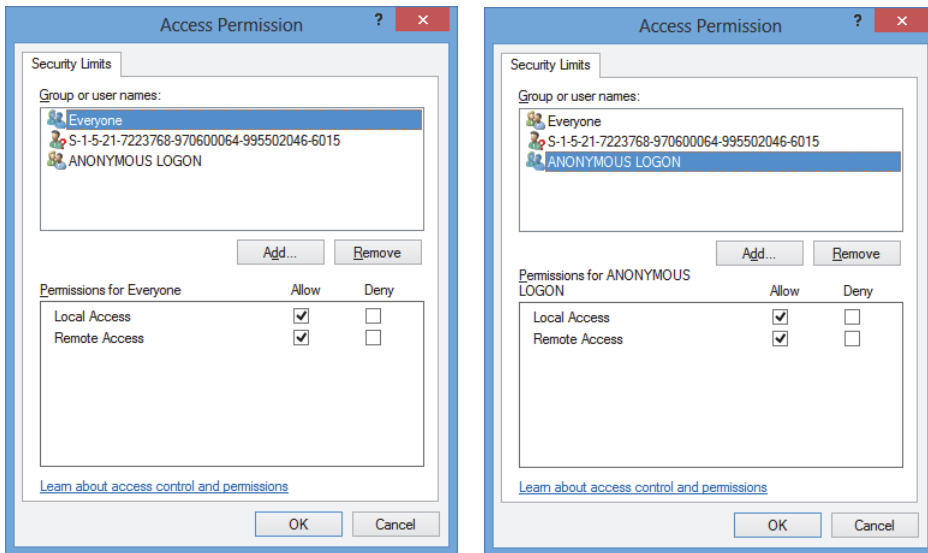 Access Permission
?
×
Security Limits
Group or user names:
Everyone
S-1-5-21-7223768-970600064-995502046-6015
ANONYMOUS LOGON
Add...
Remove
Permissions for Everyone
Allow
Deny
Local Access
Remote Access
Learn about access control and permissions
OK
Cancel
Access Permission
?
×
Security Limits
Group or user names:
Everyone
S-1-5-21-7223768-970600064-995502046-6015
ANONYMOUS LOGON
Add...
Remove
Permissions for ANONYMOUS
LOGON
Allow
Deny
Local Access
Remote Access
Learn about access control and permissions
OK
Cancel